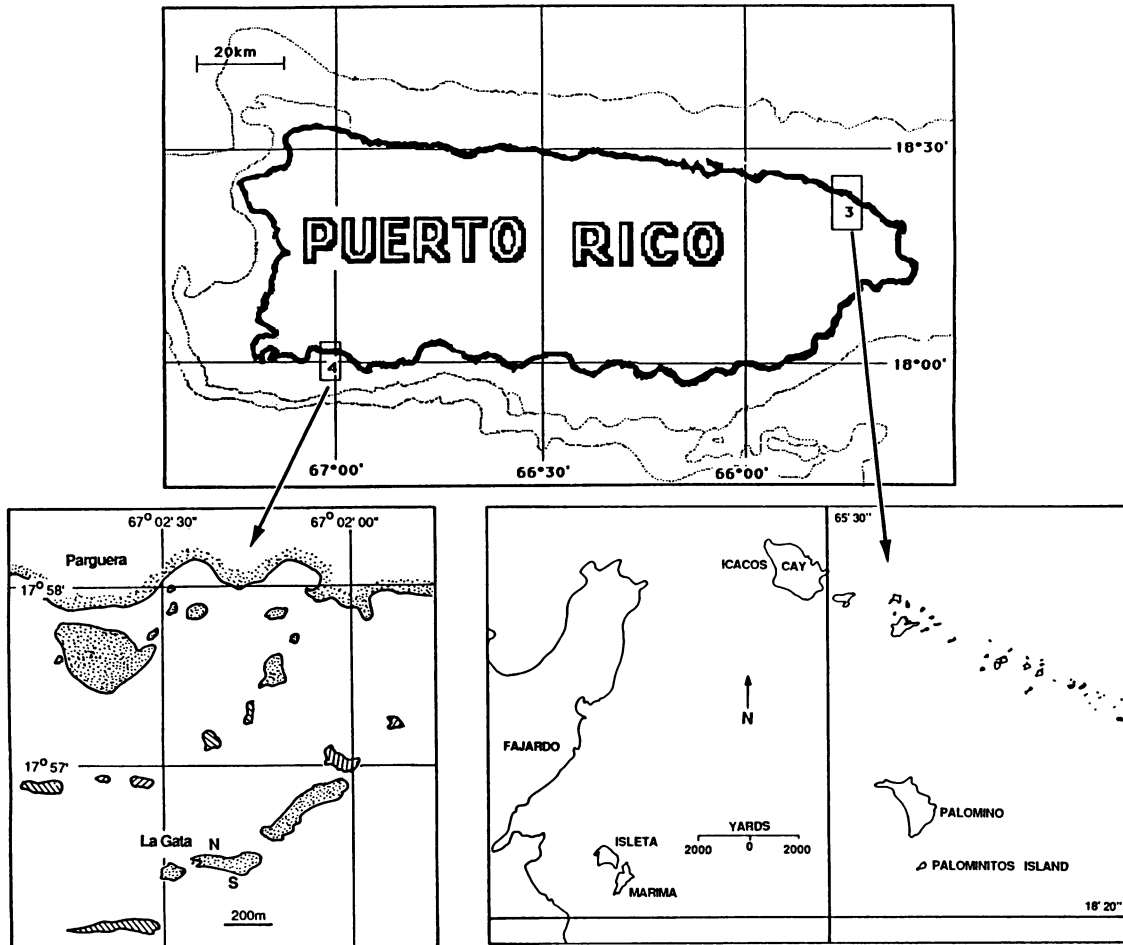 20km
18°30'
3
PUERTO RICO
4
18°00'
67°00' 66°30' 66°00'
67° 02' 30" 67° 02' 00"
Parguera
17° 58'
17° 57'
La Gata N
S
200m
65' 30"
ICACOS CAY
N
FAJARDO
YARDS
2000 0 2000
PALOMINO
ISLETA
PALOMINITOS ISLAND
MARIMA
18' 20"